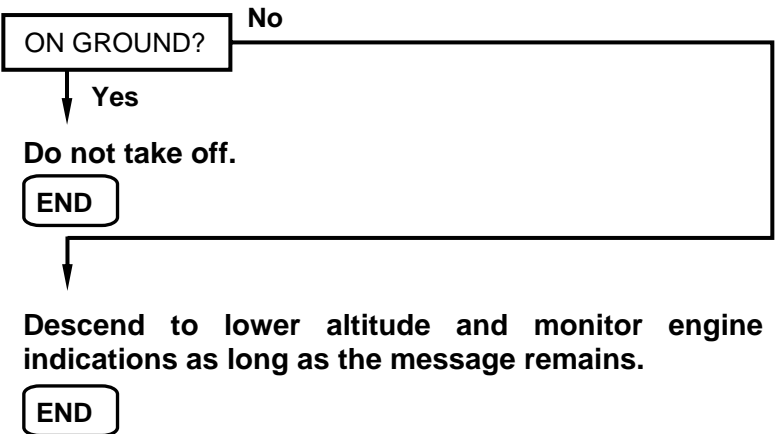 No
ON GROUND?
Yes
Do not take off.
END
Descend to lower altitude and monitor engine
indications as long as the message remains.
END